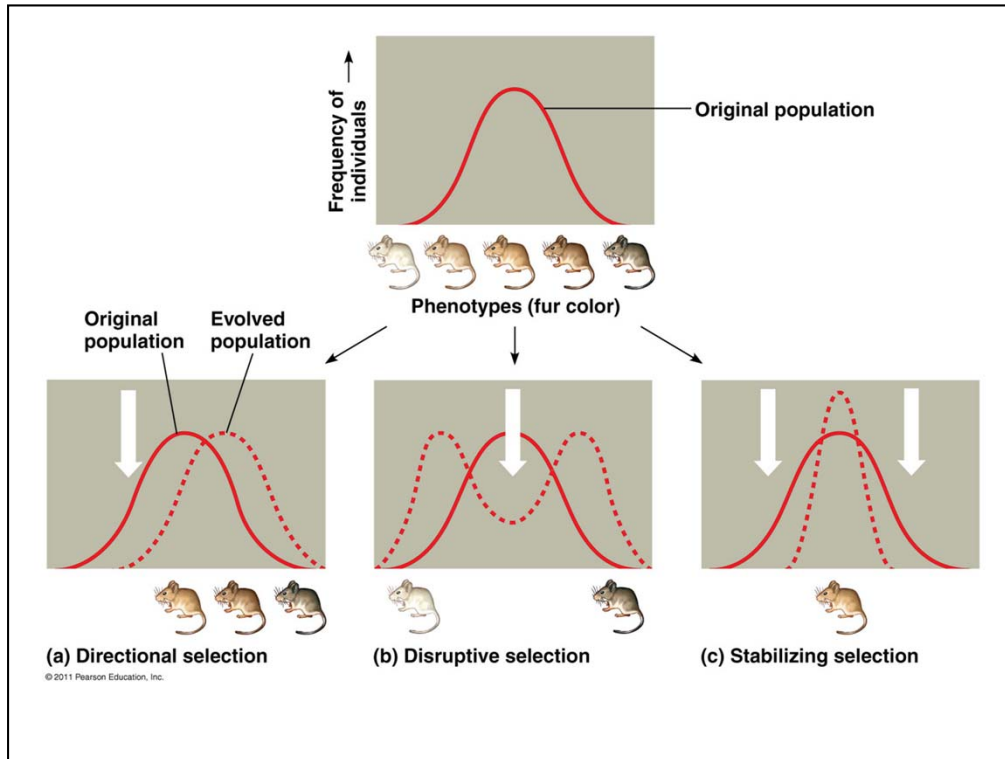 Frequency of
individuals
Original population
Phenotypes (fur color)
Original
population
Evolved
population
(a) Directional selection
(b) Disruptive selection
(c) Stabilizing selection
© 2011 Pearson Education, Inc.